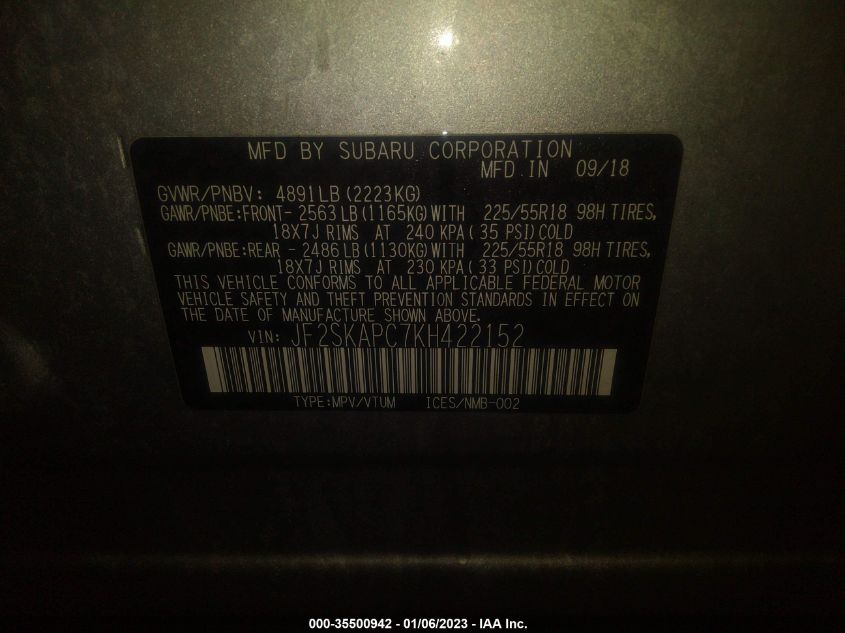 MFD BY SUBARU CORPORATION
MFD IN 09/18
GVWR/PNBV: 4891LB (2223KG)
GAWR/PNBE:FRONT- 2563 LB (1165KG) WITH 225/55R18 98H TIRES,
18X7J RIMS AT 240 KPA ( 35 PSI) COLD
GAWR/PNBE:REAR - 2486 LB (1130KG) WITH 225/55R18 98H TIRES,
18X7J RIMS AT 230 KPA ( 33 PSI) COLD
THIS VEHICLE CONFORMS TO ALL APPLICABLE FEDERAL MOTOR
VEHICLE SAFETY AND THEFT PREVENTION STANDARDS IN EFFECT ON
THE DATE OF MANUFACTURE SHOWN ABOVE.
VIN: JF2SKAPC7KH422152
TYPE:MPV/VTUM ICES/NMB-002
000-35500942 - 01/06/2023 - IAA Inc.